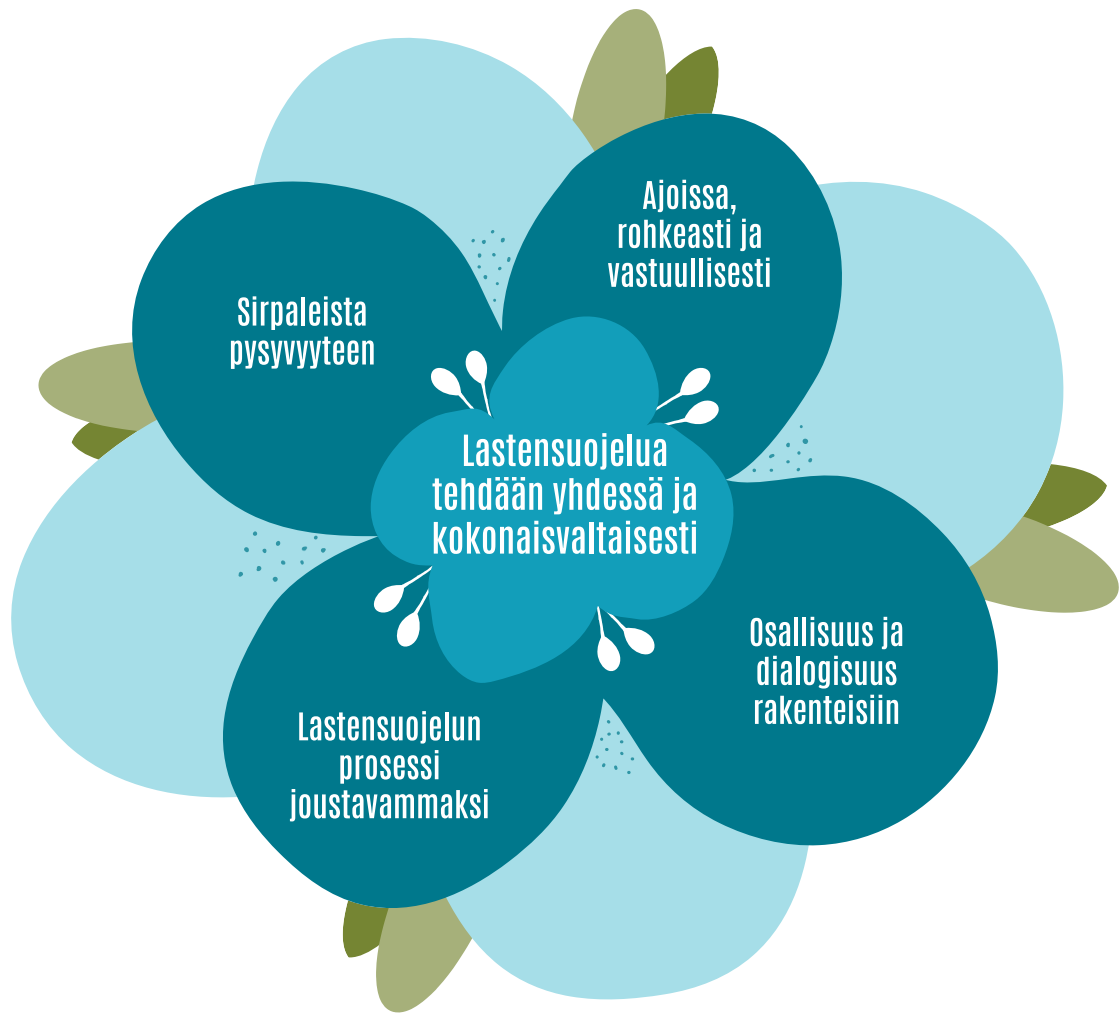 Ajoissa,
rohkeasti ja
vastuullisesti
Sirpaleista
pysyvyyteen
Lastensuojelua
tehdään yhdessä ja
kokonaisvaltaisesti
Osallisuus ja
dialogisuus
rakenteisiin
Lastensuojelun
prosessi
joustavammaksi